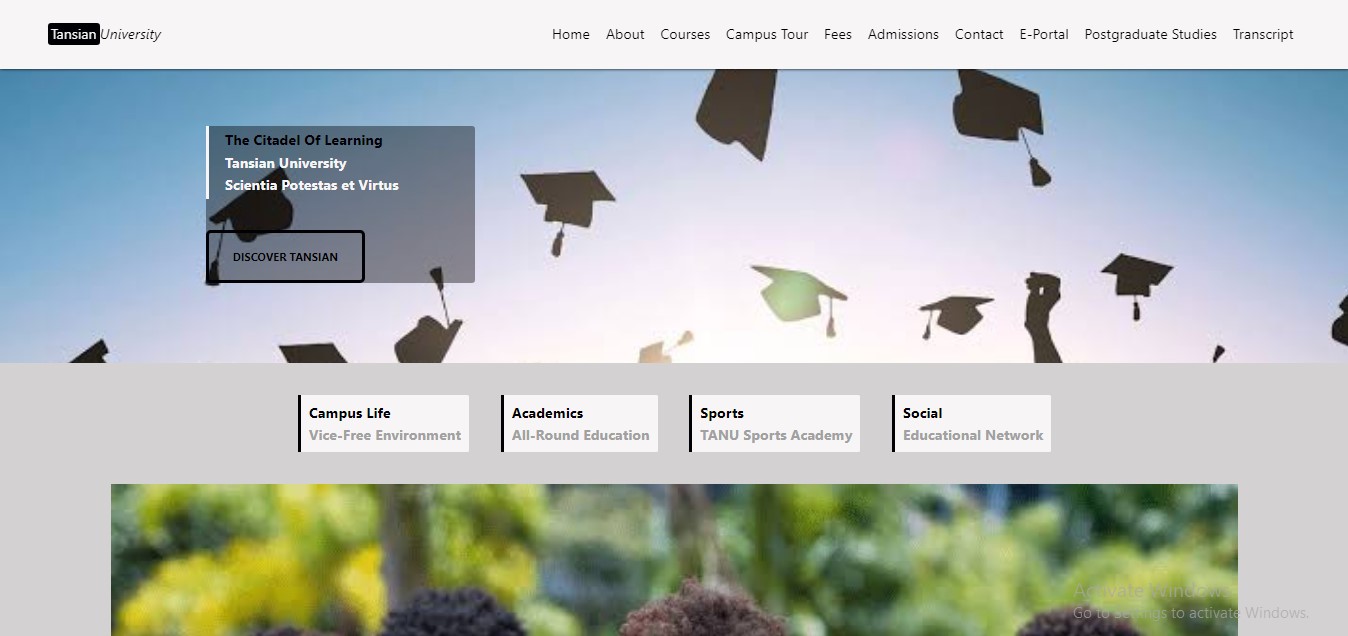 Tansian University Home About Courses Campus Tour Fees Admissions Contact E-Portal Postgraduate Studies Transcript
The Citadel Of Learning
Tansian University
Scientia Potestas et Virtus
DISCOVER TANSIAN
Campus Life Academics Sports Social
Vice-Free Environment All-Round Education TANU Sports Academy Educational Network
Activate Windows
Go to Settings to activate Windows.